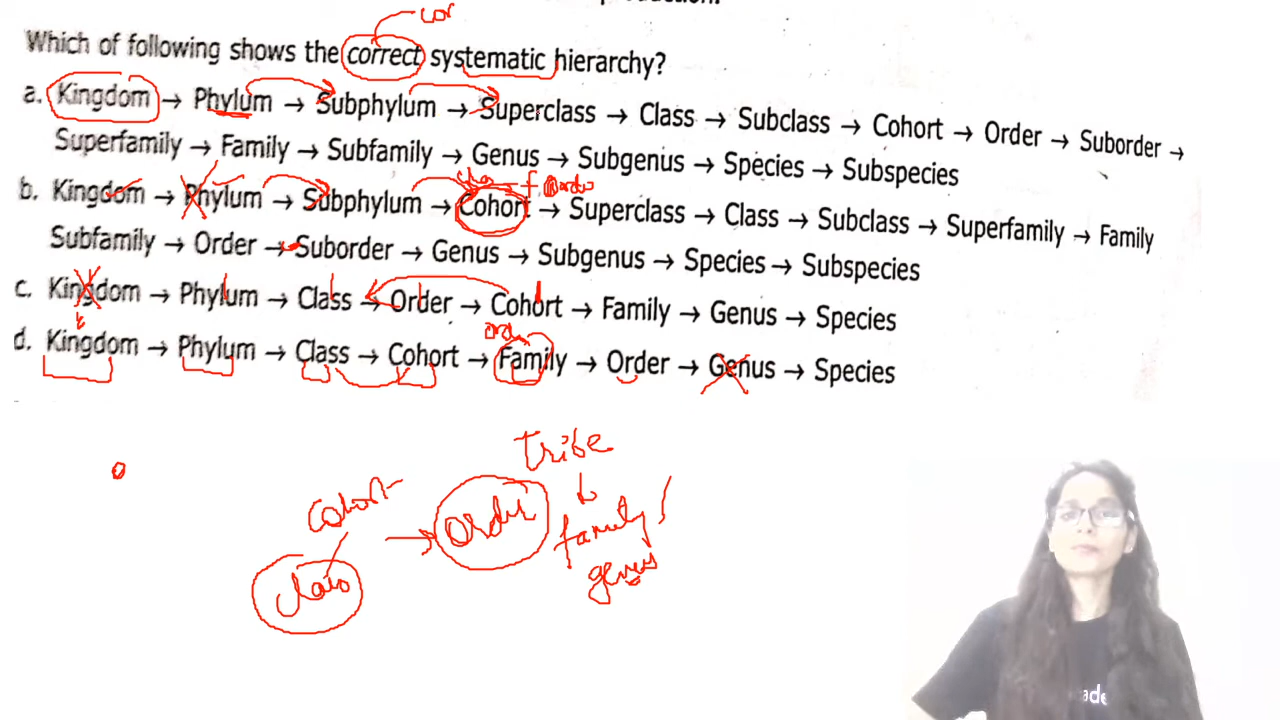 cor
Which of following shows the correct systematic hierarchy?
a. Kingdom → Phylum → Subphylum → Superclass → Class → Subclass → Cohort → Order → Suborder →
Superfamily → Family → Subfamily → Genus → Subgenus → Species → Subspecies
b. Kingdom → Phylum → Subphylum → Cohort → Superclass → Class → Subclass → Superfamily → Family
Subfamily → Order → Suborder → Genus → Subgenus → Species → Subspecies
c. Kingdom → Phylum → Class → Order → Cohort → Family → Genus → Species
d. Kingdom → Phylum → Class → Cohort → Family → Order → Genus → Species
tribe
Cohort
order
family
class
genus
ade